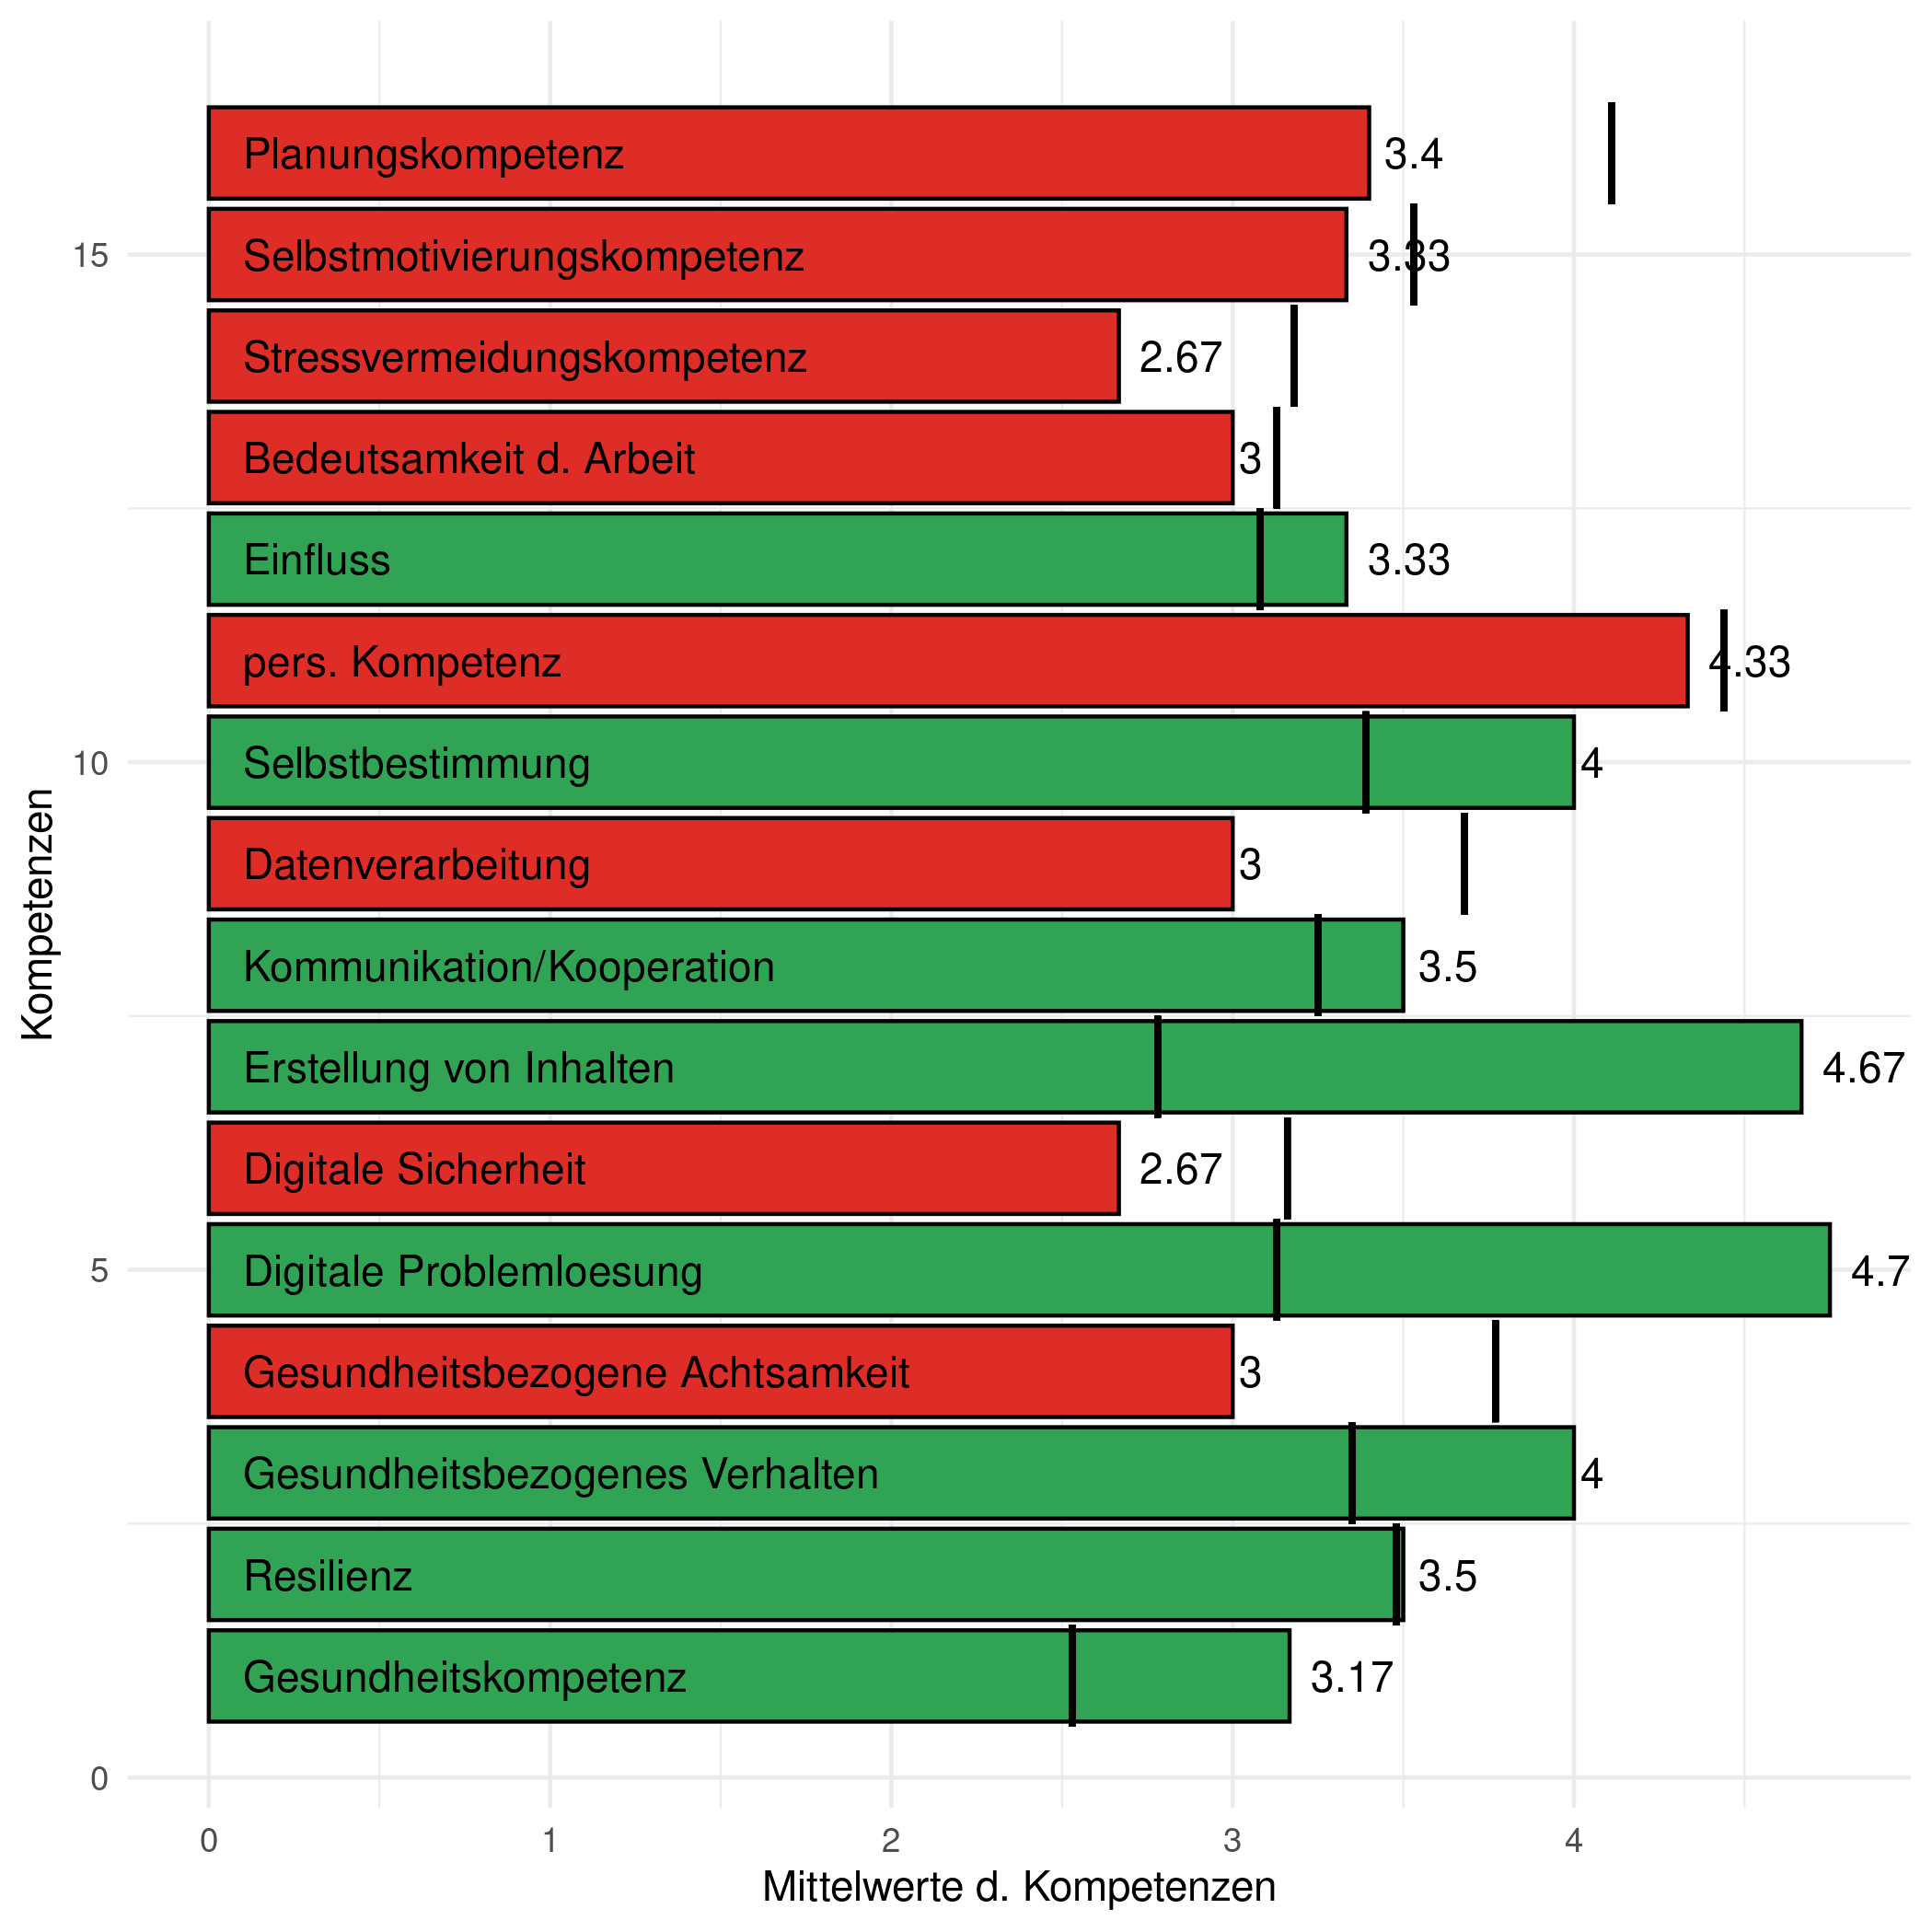 Planungskompetenz 3.4
15 Selbstmotivierungskompetenz 3.33
Stressvermeidungskompetenz 2.67
Bedeutsamkeit d. Arbeit 3
Einfluss 3.33
pers. Kompetenz 4.33
10 Selbstbestimmung 4
Datenverarbeitung 3
Kommunikation/Kooperation 3.5
Erstellung von Inhalten 4.67
Digitale Sicherheit 2.67
5 Digitale Problemloesung 4.7
Gesundheitsbezogene Achtsamkeit 3
Gesundheitsbezogenes Verhalten 4
Resilienz 3.5
Gesundheitskompetenz 3.17
0
Kompetenzen
0 1 2 3 4
Mittelwerte d. Kompetenzen